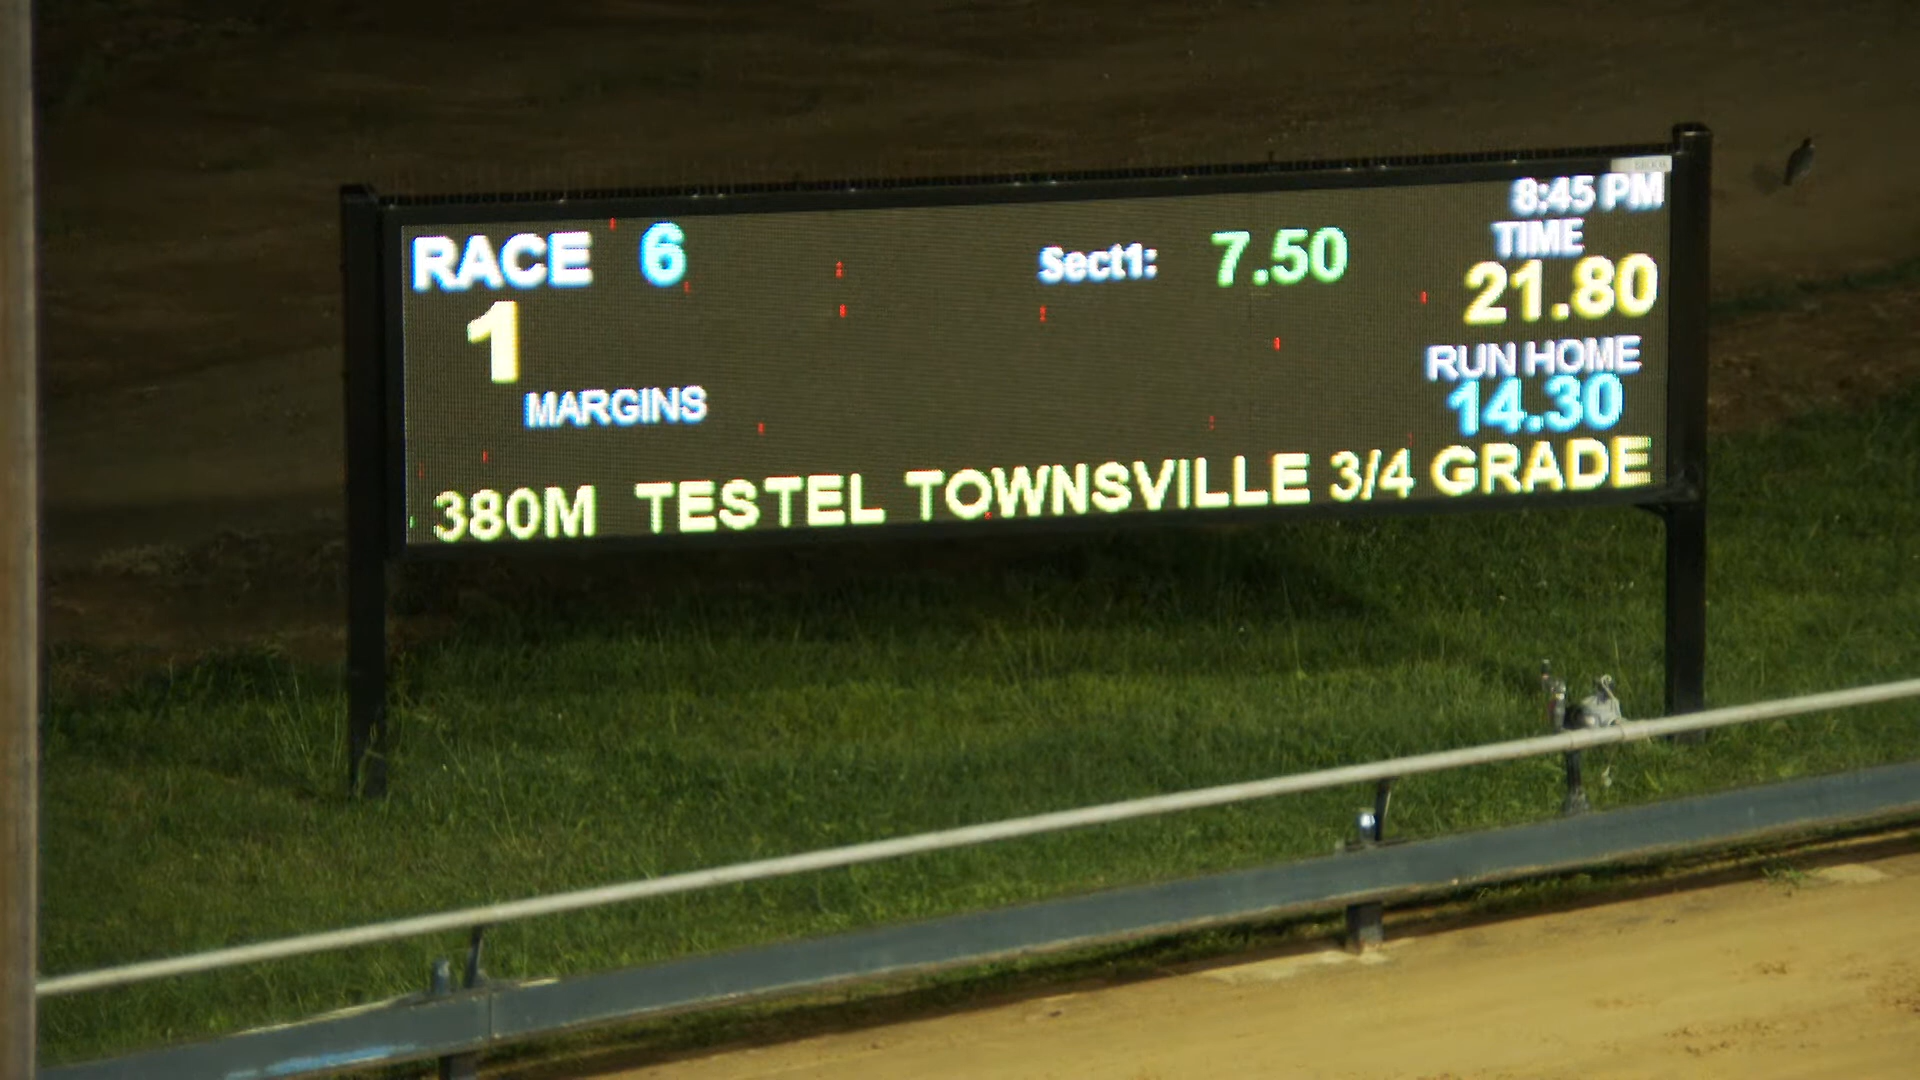 8:45 PM
RACE 6 Sect1: 7.50 TIME
21.80
1
RUN HOME
MARGINS 14.30
380M TESTEL TOWNSVILLE 3/4 GRADE